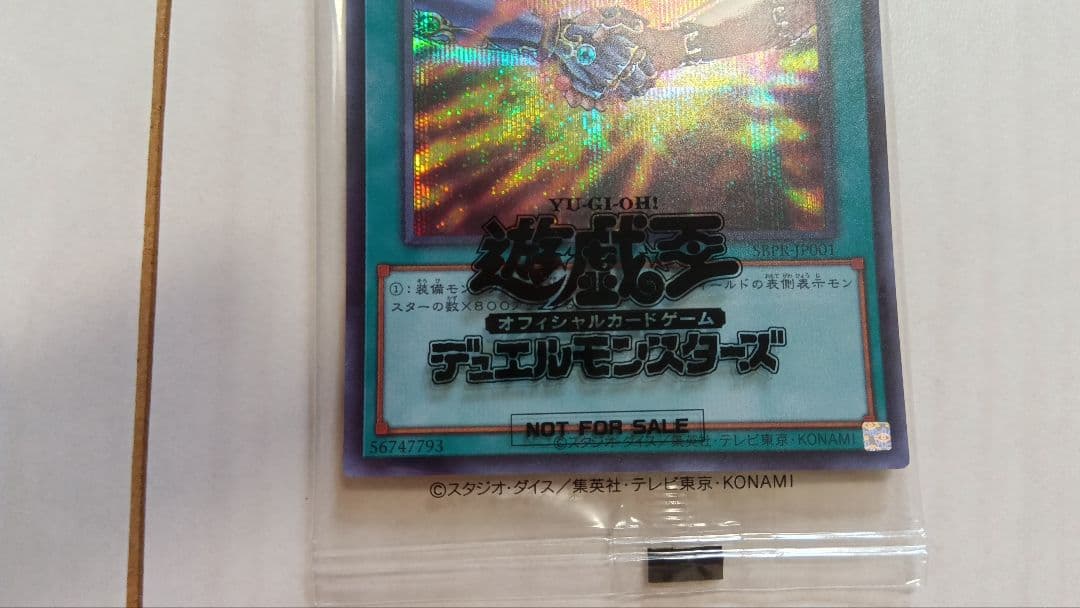 YU-GI-OH!
遊戯王
SBPR-JP001
①:装備モン
ールドの表側表示モン
スターの数×800
オフィシャルカードゲーム
デュエルモンスターズ
NOT FOR SALE
56747793
©スタジオ・ダイス/集英社・テレビ東京・KONAMI
©スタジオ・ダイス/集英社・テレビ東京・KONAMI